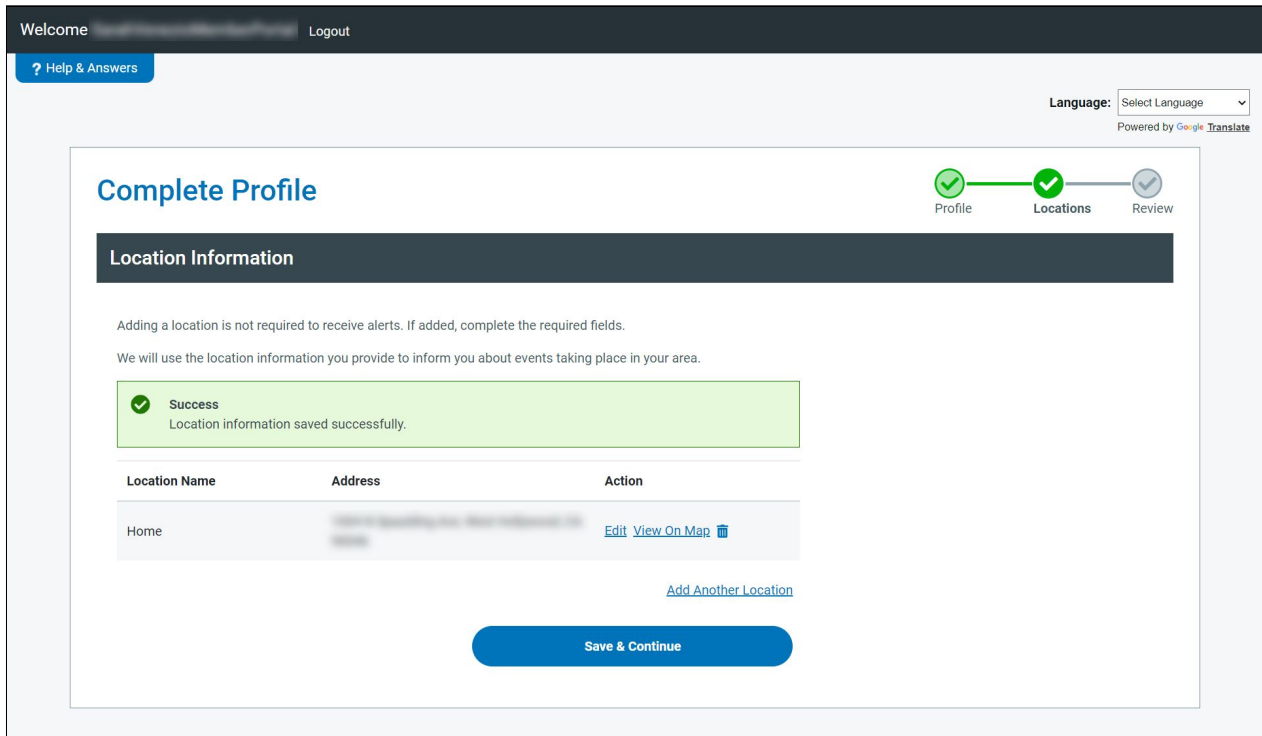 Welcome Logout
? Help & Answers
Language: Select Language
Powered by Google Translate
Complete Profile
Profile Locations Review
Location Information
Adding a location is not required to receive alerts. If added, complete the required fields.
We will use the location information you provide to inform you about events taking place in your area.
Success
Location information saved successfully.
Location Name Address Action
Home Edit View On Map
Add Another Location
Save & Continue